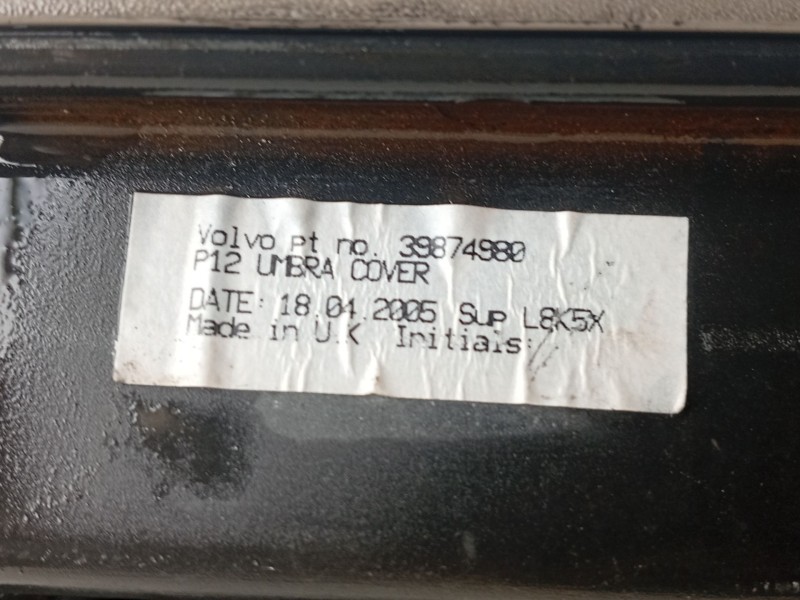 Volvo pt no. 39874980
P12 UMBRA COVER
DATE: 18.04.2005 Sup L8K5X
Made in U.K Initials: